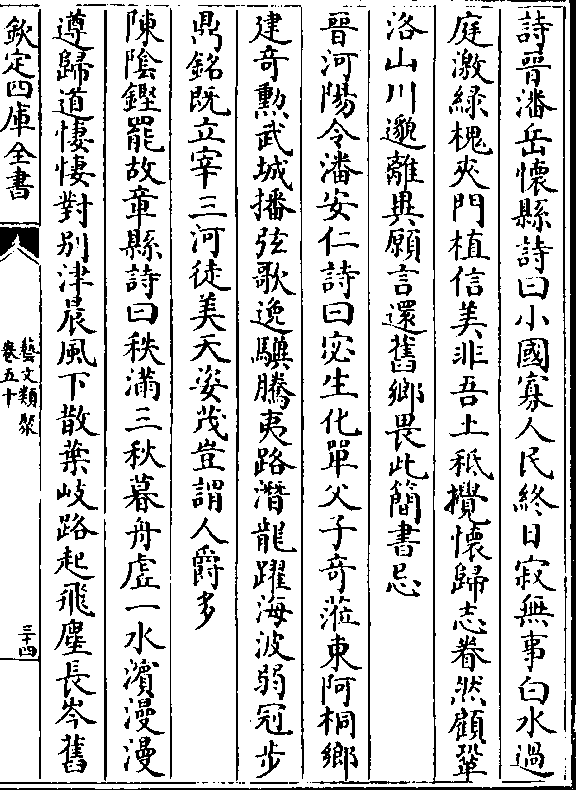 詩晉潘岳懷縣詩曰小國寡人民終日寂無事白水過
庭激緑槐夾門植信美非吾土秪攪懷歸志眷然顧鞏
洛山川邈離異願言還舊鄉畏此簡書忌
晉河陽令潘安仁詩曰宓生化單父子奇蒞東阿桐鄉
建奇勲武城播弦歌逸驥騰夷路潛龍躍海波弱冠步
鼎銘既立宰三河徒美天姿茂豈謂人爵多
陳陰鏗罷故章縣詩曰秩滿三秋暮舟虚一水濵漫漫
遵歸道悽悽對别津晨風下散葉岐路起飛塵長岑舊
欽定四庫全書
藝文類聚
卷五十
三十四